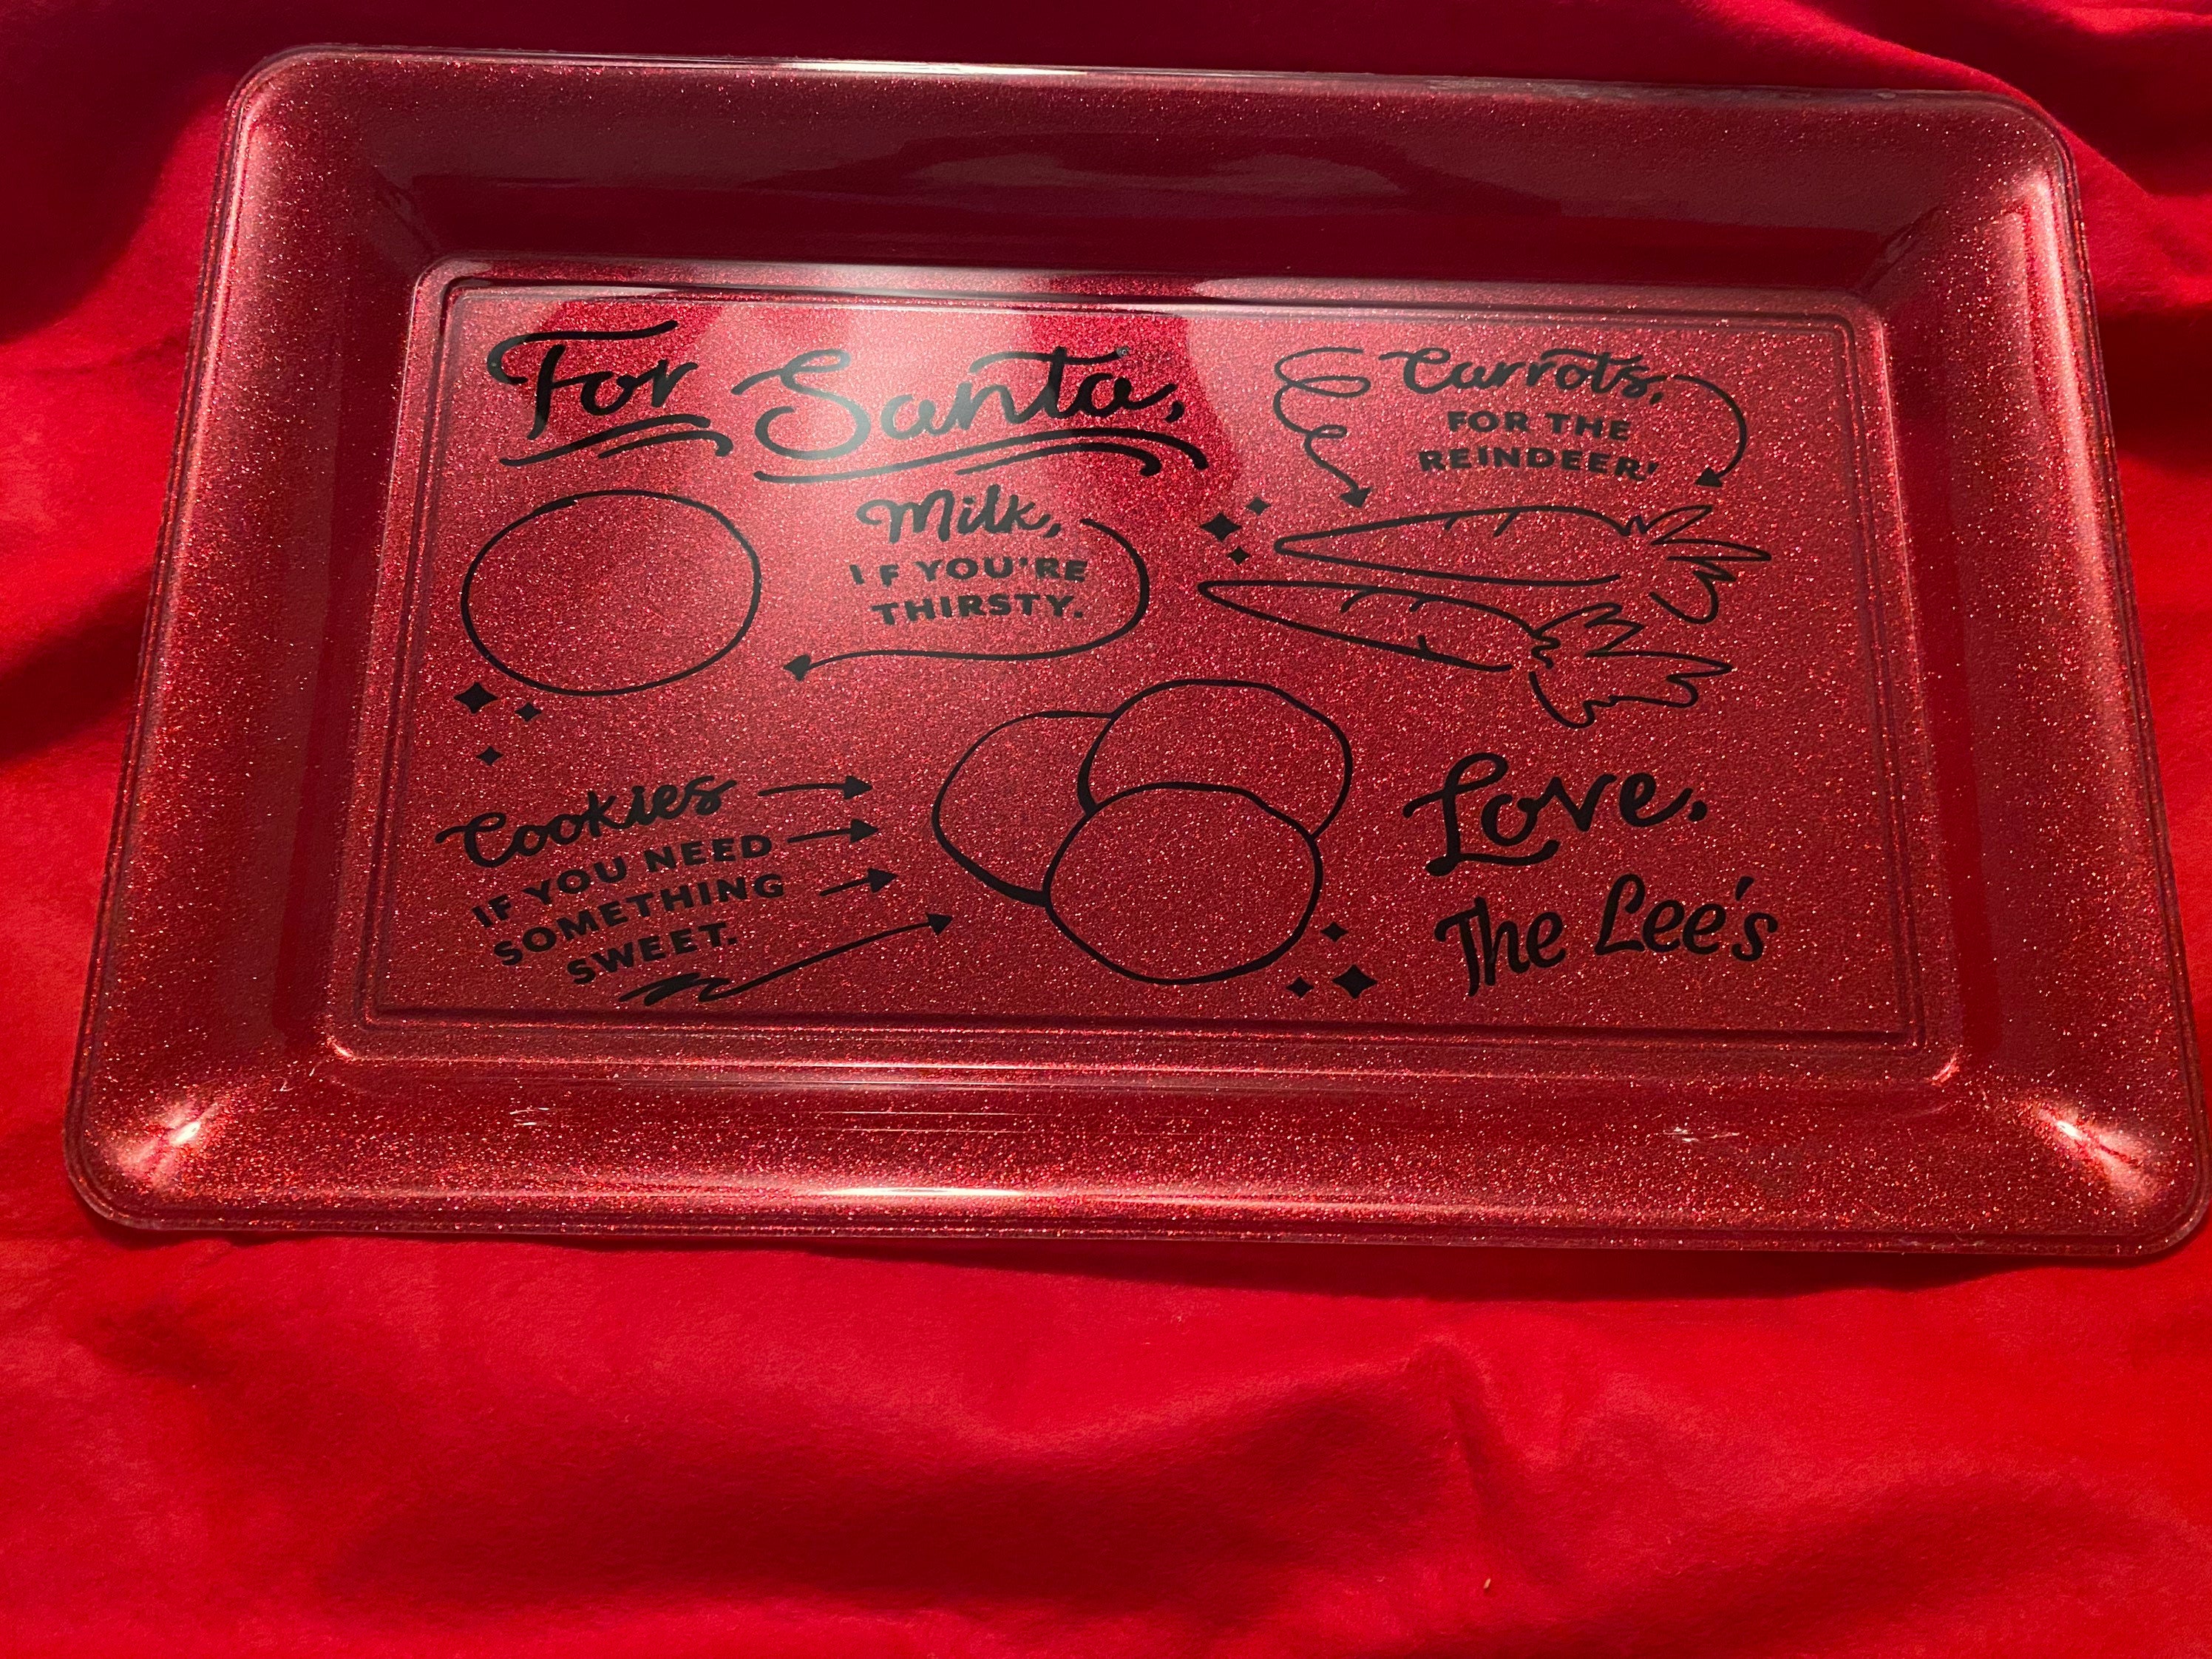 For Santa,
Carrots,
FOR THE
REINDEER!
Milk,
IF YOU'RE
THIRSTY.
Cookies
IF YOU NEED
SOMETHING
SWEET.
Love,
The Lee's